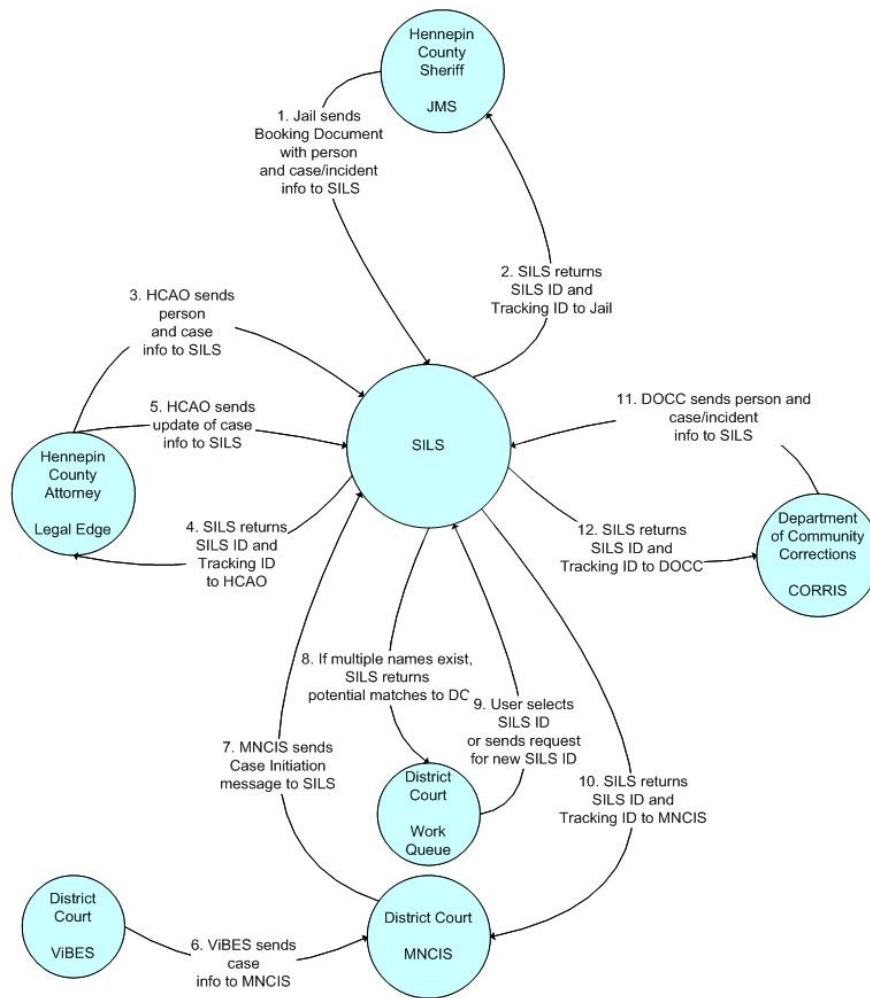 Hennepin
County
Sheriff
JMS
1. Jail sends
Booking Document
with person
and case/incident
info to SILS
2. SILS returns
SILS ID and
Tracking ID to Jail
3. HCAO sends
person
and case
info to SILS
5. HCAO sends
update of case
info to SILS
SILS
11. DOCC sends person and
case/incident
info to SILS
Hennepin
County
Attorney
Legal Edge
4. SILS returns
SILS ID and
Tracking ID
to HCAO
12. SILS returns
SILS ID and
Tracking ID to DOCC
Department
of Community
Corrections
CORRIS
8. If multiple names exist,
SILS returns
potential matches to DC
9. User selects
SILS ID
or sends request
for new SILS ID
7. MNCIS sends
Case Initiation
message to SILS
District
Court
Work
Queue
10. SILS returns
SILS ID and
Tracking ID to MNCIS
District
Court
ViBES
6. ViBES sends
case
info to MNCIS
District Court
MNCIS